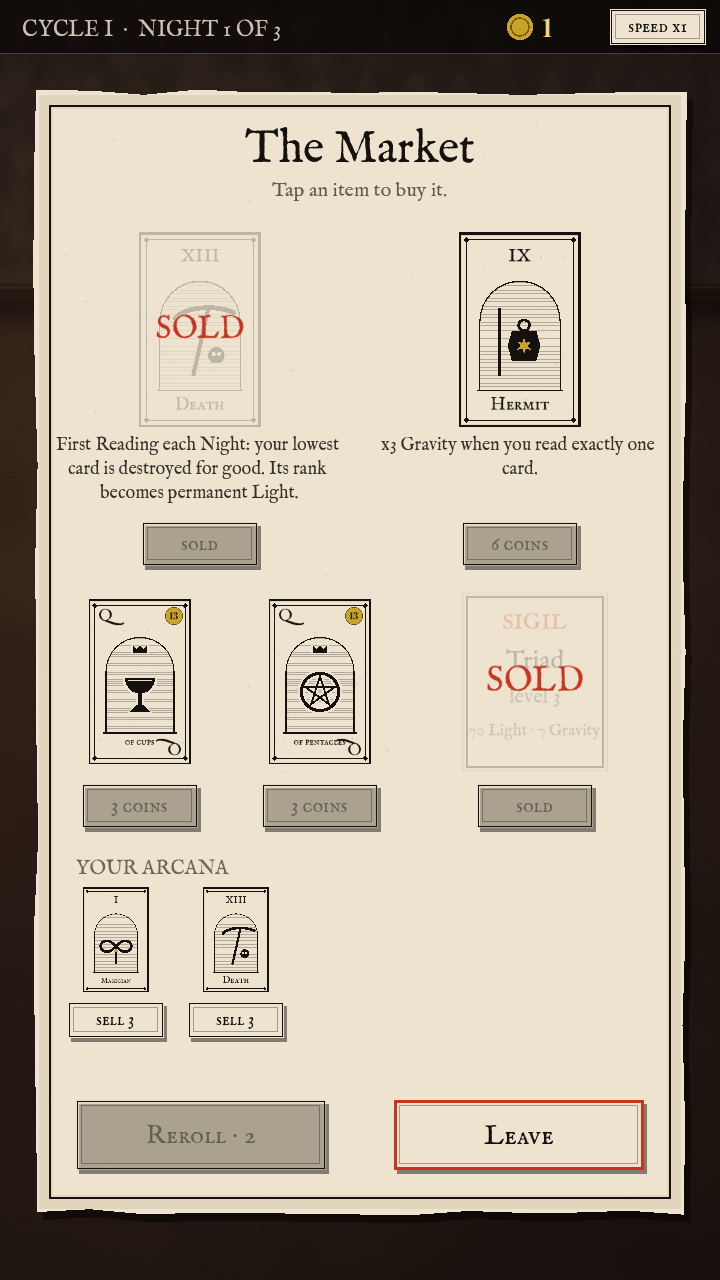 CYCLE I · NIGHT 1 OF 3
1
SPEED X1
The Market
Tap an item to buy it.
XIII
SOLD
DEATH
First Reading each Night: your lowest
card is destroyed for good. Its rank
becomes permanent Light.
SOLD
IX
HERMIT
x3 Gravity when you read exactly one
card.
6 COINS
Q
13
OF CUPS
Q
3 COINS
Q
13
OF PENTACLES
Q
3 COINS
SIGIL
Triad
SOLD
level 3
70 Light · 7 Gravity
SOLD
YOUR ARCANA
I
MAGICIAN
SELL 3
XIII
DEATH
SELL 3
REROLL · 2
LEAVE